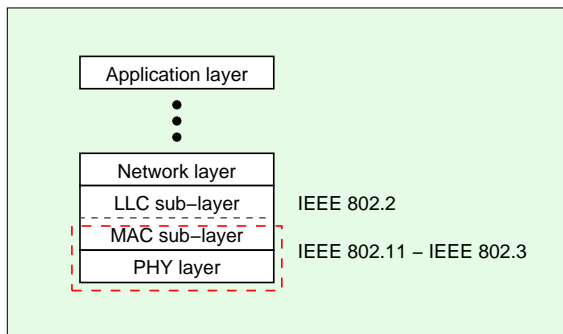 Application layer
Network layer
LLC sub−layer IEEE 802.2
MAC sub−layer
IEEE 802.11 − IEEE 802.3
PHY layer